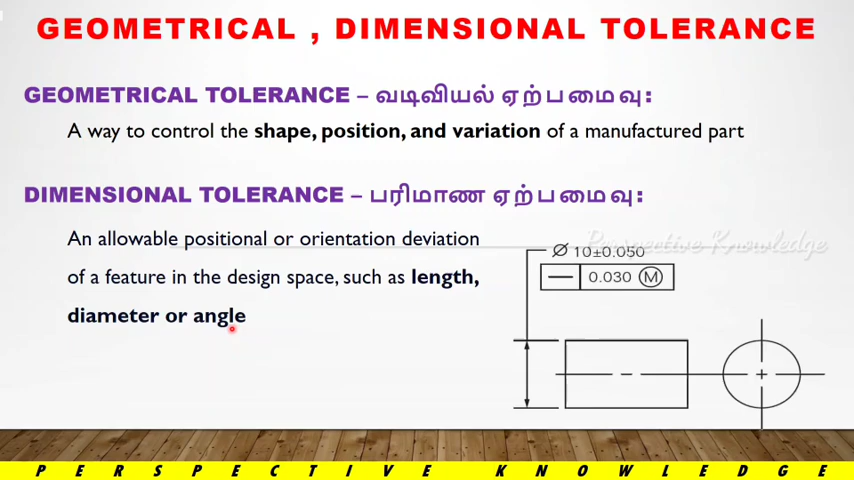 GEOMETRICAL , DIMENSIONAL TOLERANCE
GEOMETRICAL TOLERANCE – வடிவியல் ஏற்பமைவு:
A way to control the shape, position, and variation of a manufactured part
DIMENSIONAL TOLERANCE – பரிமாண ஏற்பமைவு:
An allowable positional or orientation deviation
of a feature in the design space, such as length,
diameter or angle
Perspective Knowledge
⌀ 10±0.050
0.030 Ⓜ
PERSPECTIVE KNOWLEDGE